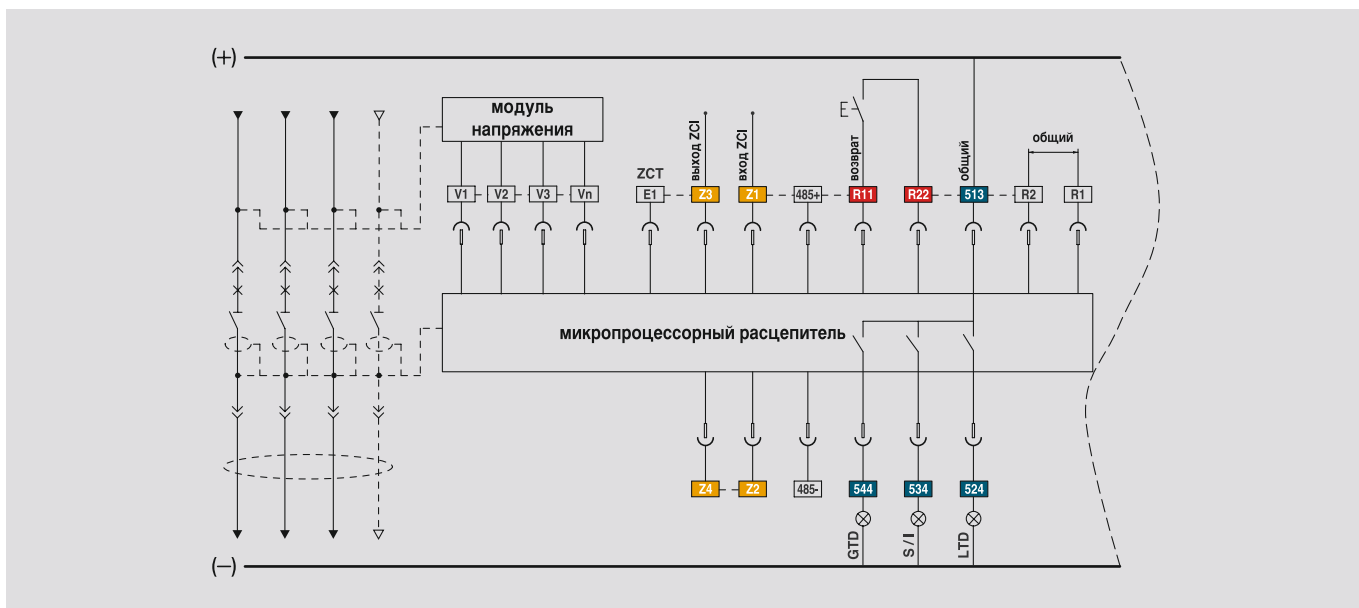 (+)
модуль
напряжения
выход ZCI
вход ZCI
возврат
общий
общий
ZCT
V1
V2
V3
Vn
E1
Z3
Z1
485+
R11
R22
513
R2
R1
микропроцессорный расцепитель
Z4
Z2
485-
544
534
524
GTD
S / I
LTD
(–)